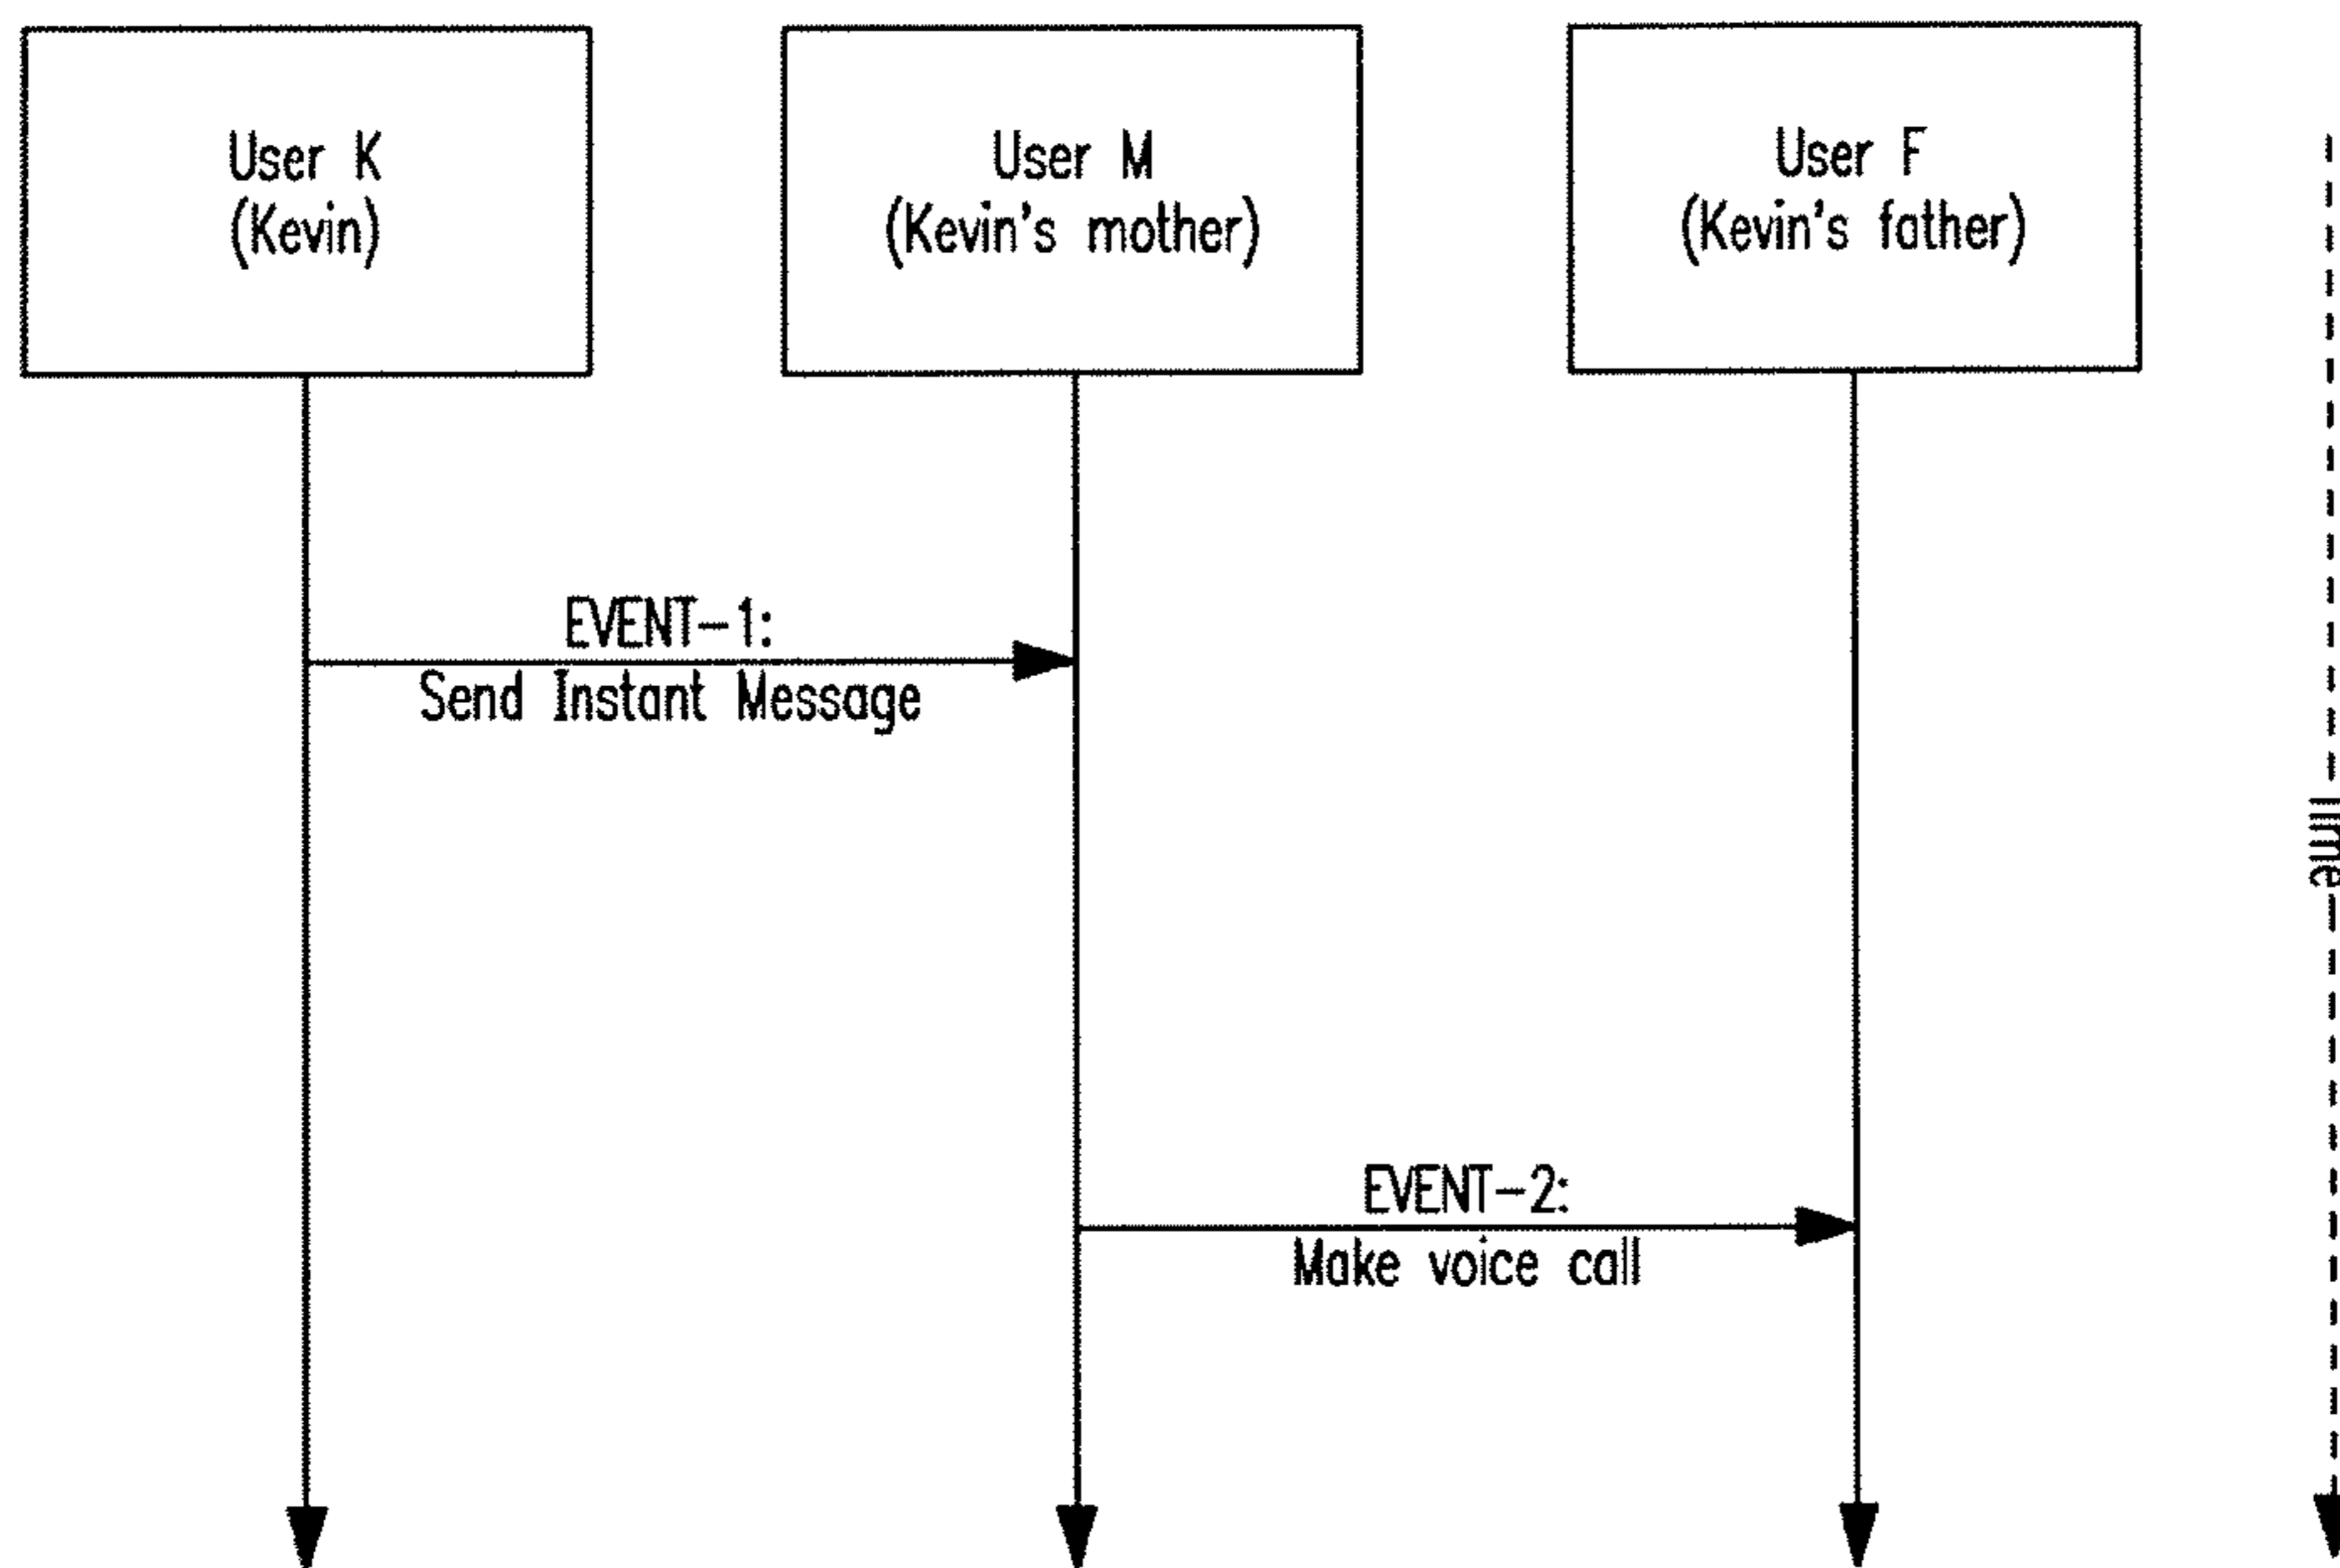 User K
(Kevin)
User M
(Kevin's mother)
User F
(Kevin's father)
EVENT-1:
Send Instant Message
Time
EVENT-2:
Make voice call